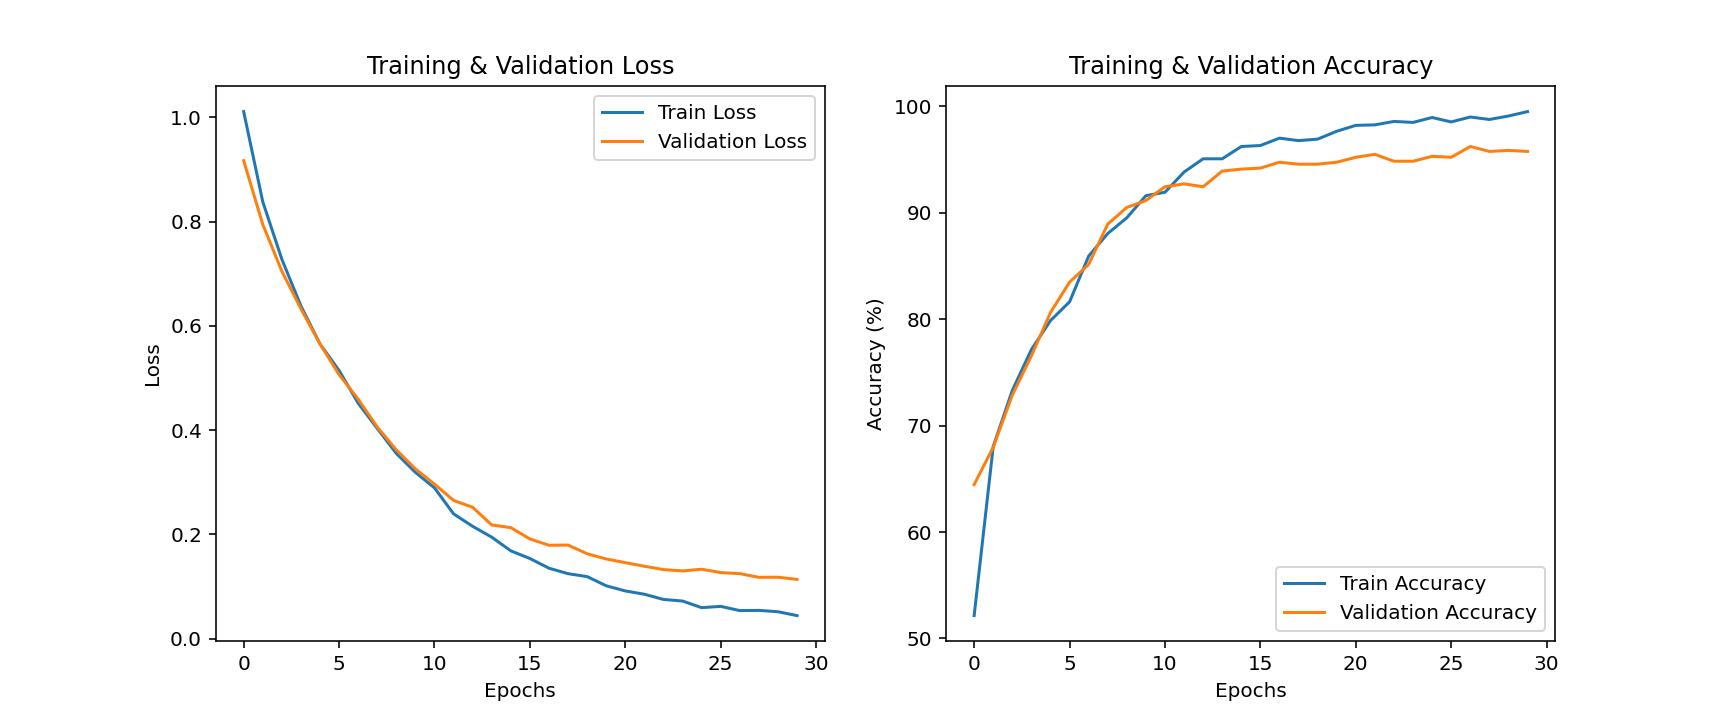 Training & Validation Loss
Train Loss
Validation Loss
1.0
0.8
0.6
0.4
0.2
0.0
Loss
0 5 10 15 20 25 30
Epochs
Training & Validation Accuracy
100
90
80
70
60
50
Accuracy (%)
Train Accuracy
Validation Accuracy
0 5 10 15 20 25 30
Epochs